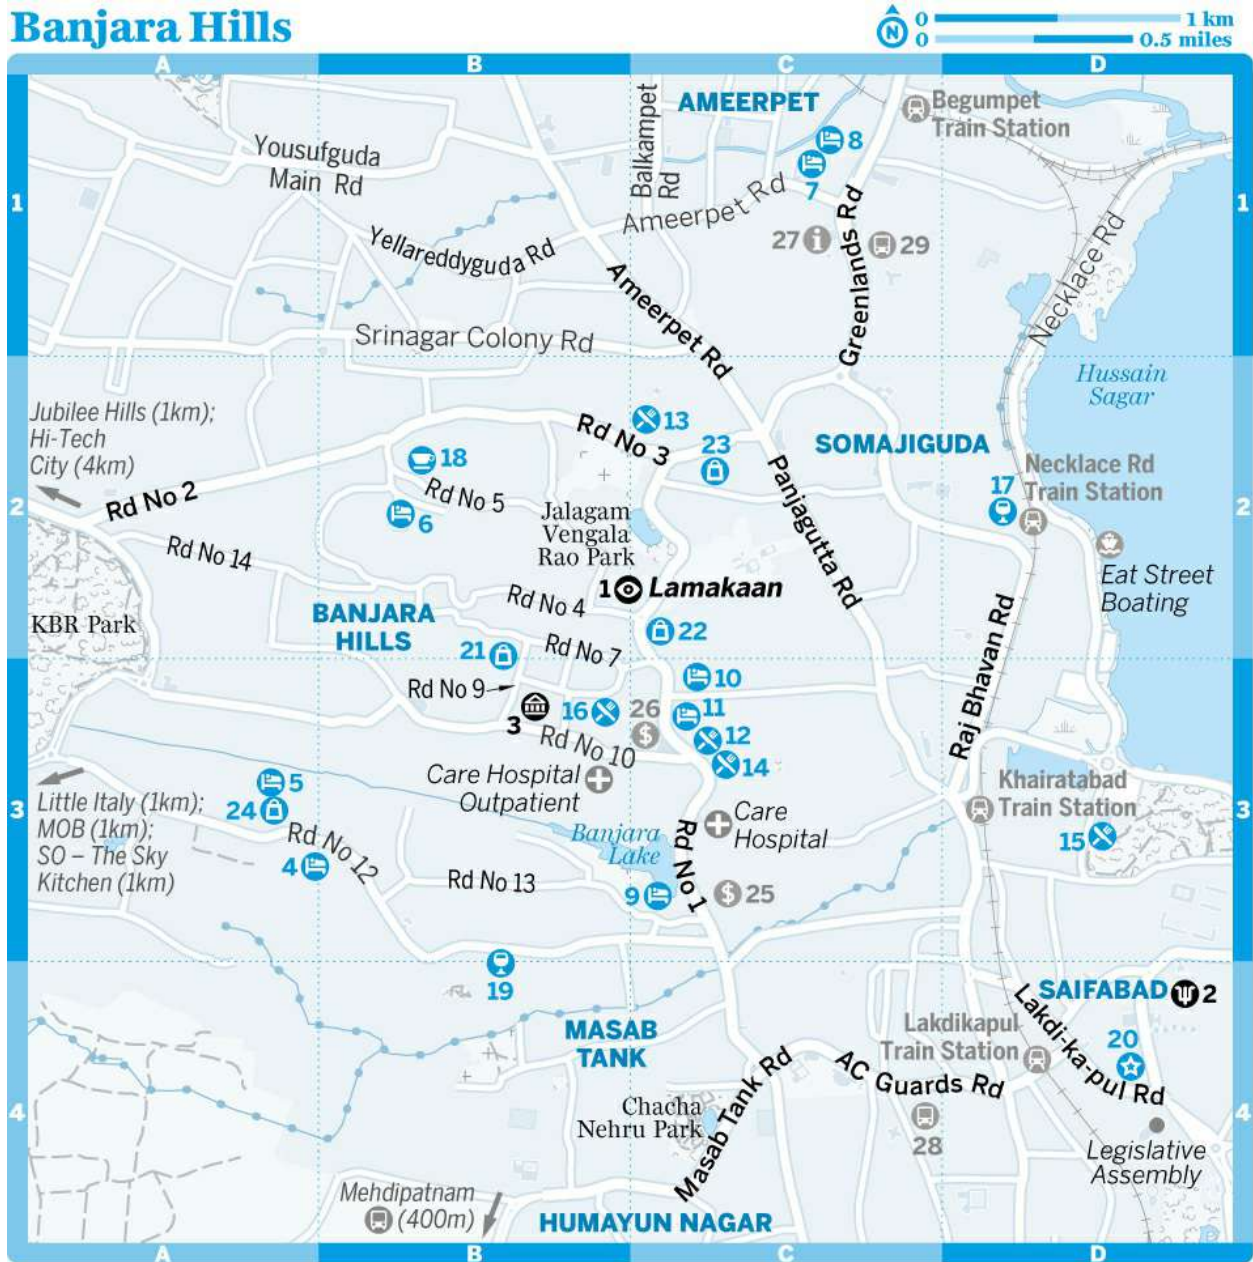 Banjara Hills
N
0
1 km
0
0.5 miles
A
B
C
D
1
1
2
2
3
3
4
4
A
B
C
D
AMEERPET
Begumpet
Train Station
Balkampet
Rd
8
7
Yousufguda
Main Rd
Ameerpet Rd
Yellareddyguda Rd
27
29
Greenlands Rd
Necklace Rd
Ameerpet Rd
Srinagar Colony Rd
Hussain
Sagar
Jubilee Hills (1km);
Hi-Tech
City (4km)
13
Rd No 3
23
SOMAJIGUDA
18
Rd No 2
Rd No 5
6
Necklace Rd
Train Station
17
Panjagutta Rd
Jalagam
Vengala
Rao Park
Rd No 14
Eat Street
Boating
1
Lamakaan
Rd No 4
KBR Park
BANJARA
HILLS
22
21
Rd No 7
Raj Bhavan Rd
10
Rd No 9
3
16
26
11
12
14
Rd No 10
Care Hospital
Outpatient
Little Italy (1km);
MOB (1km);
SO – The Sky
Kitchen (1km)
5
24
Rd No 12
4
Khairatabad
Train Station
15
Care
Hospital
Banjara
Lake
Rd No 1
Rd No 13
9
25
19
SAIFABAD
2
MASAB
TANK
Lakdikapul
Train Station
Lakdi-ka-pul Rd
20
AC Guards Rd
Masab Tank Rd
Chacha
Nehru Park
28
Legislative
Assembly
Mehdipatnam
(400m)
HUMAYUN NAGAR